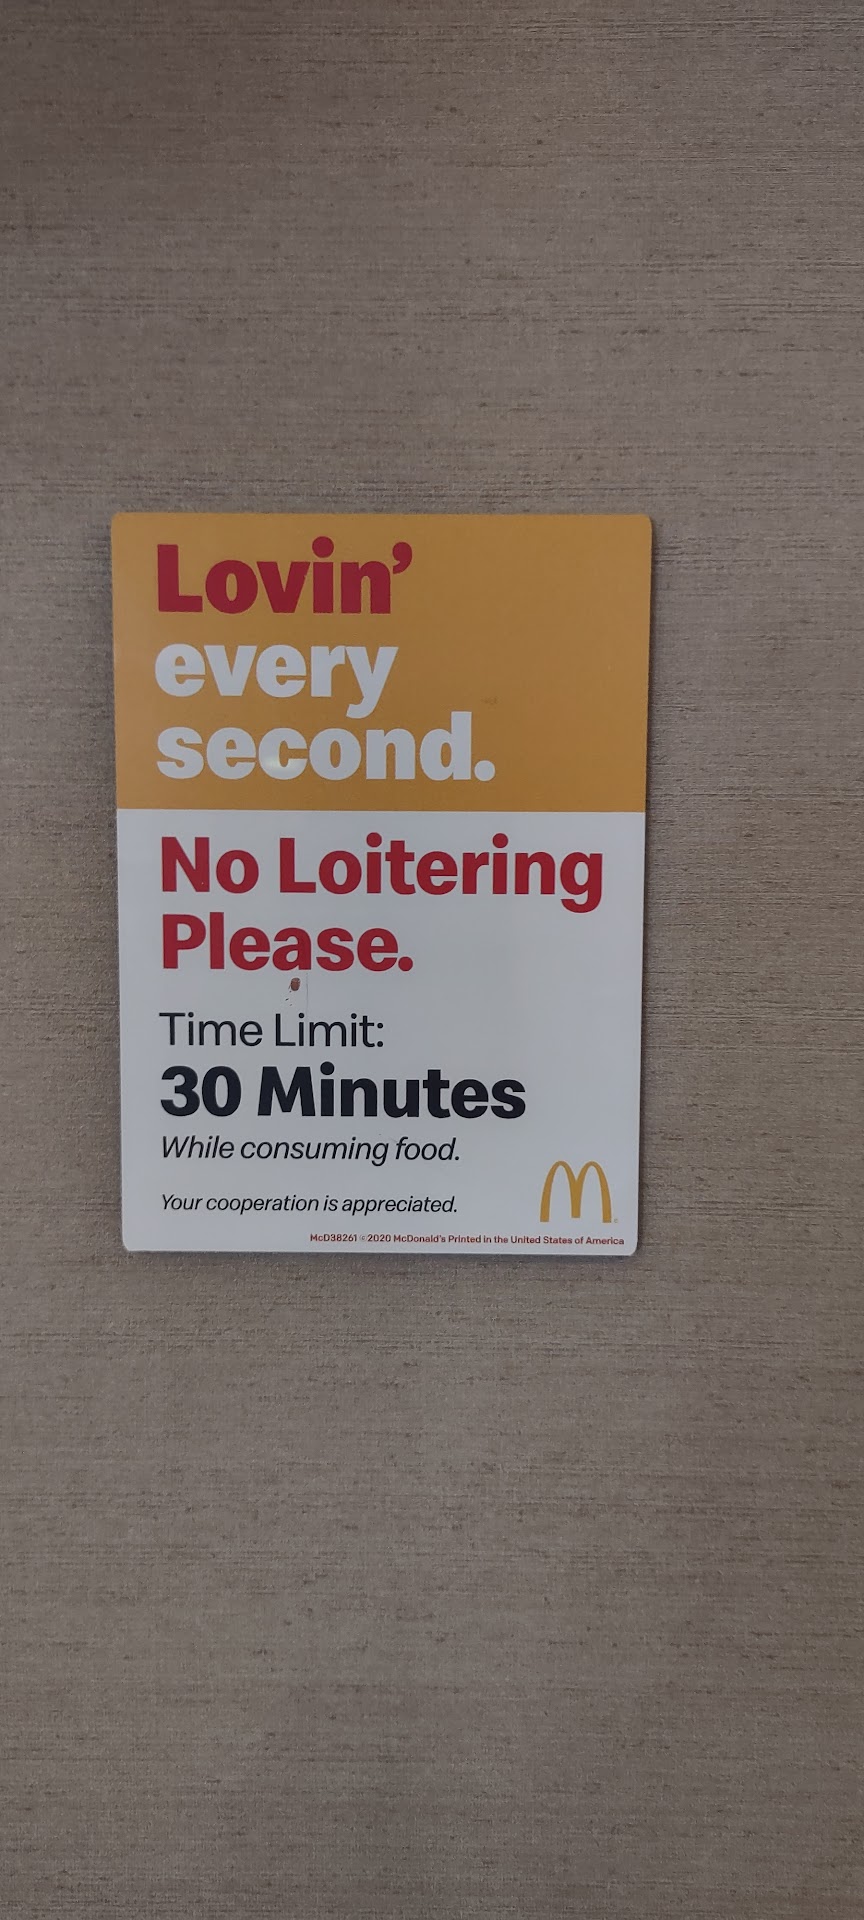 Lovin’
every
second.
No Loitering
Please.
Time Limit:
30 Minutes
While consuming food.
Your cooperation is appreciated.
McD38261 © 2020 McDonald's Printed in the United States of America